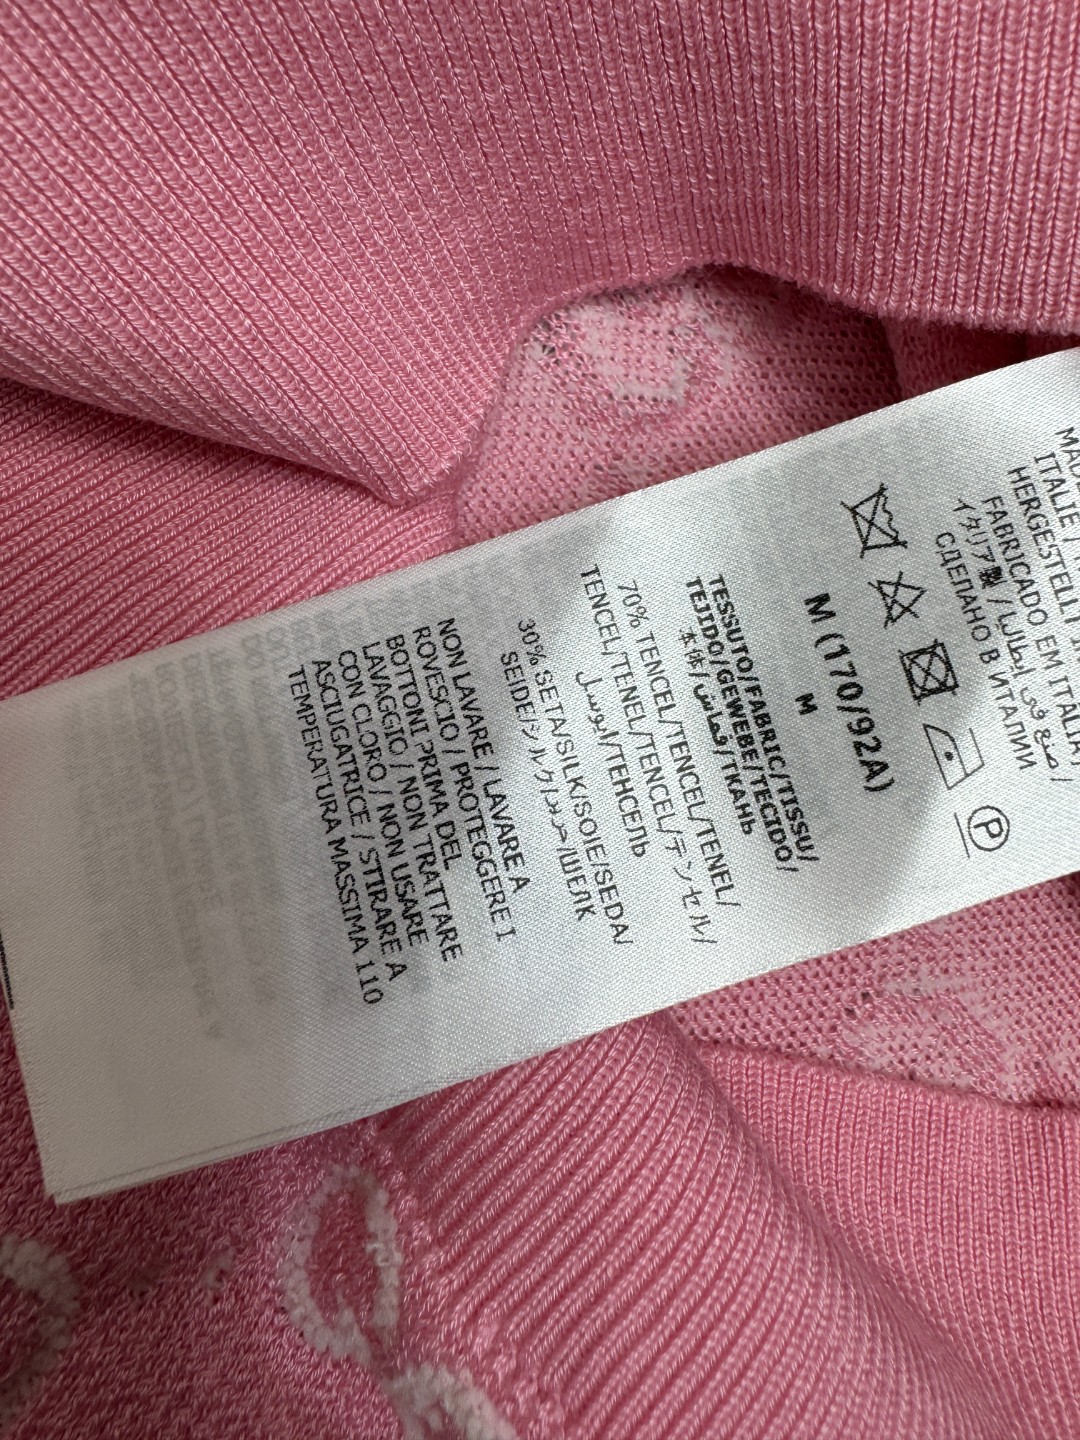 ITALIE /
HERGESTELLT IN
FABRICADO EM ITALIA/
イタリア製 / صنع في إيطاليا /
СДЕЛАНО В ИТАЛИИ
P
M (170/92A)
M
TESSUTO/FABRIC/TISSU/
TEJIDO/GEWEBE/TECIDO/
本体/قماش/ТКАНЬ
70% TENCEL/TENCEL/TENEL/
TENCEL/TENEL/TENCEL/テンセル/
تنسيل/ТЕНСЕЛЬ
30% SETA/SILK/SOIE/SEDA/
SEIDE/シルク/حرير/ШЕЛК
NON LAVARE / LAVARE A
ROVESCIO / PROTEGGERE I
BOTTONI PRIMA DEL
LAVAGGIO / NON TRATTARE
CON CLORO / NON USARE
ASCIUGATRICE / STIRARE A
TEMPERATURA MASSIMA 110